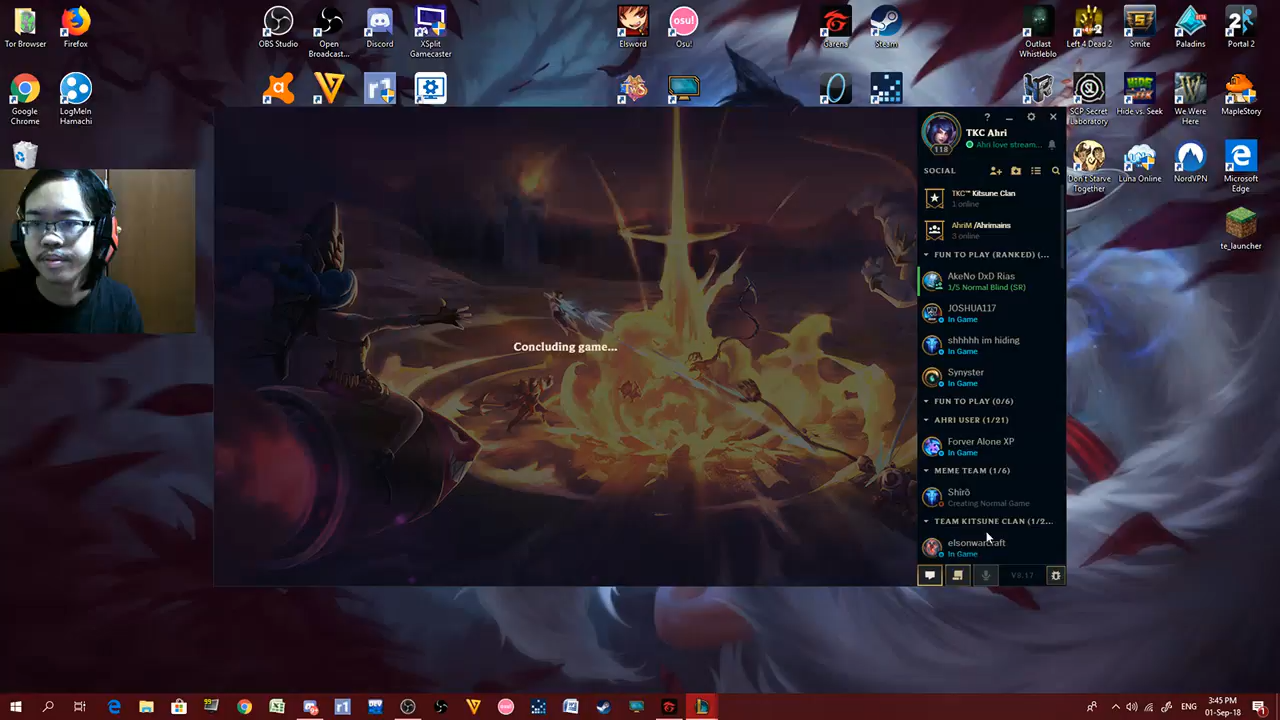 Tor Browser
Firefox
OBS Studio
Open
Broadcast...
Discord
XSplit
Gamecaster
Elsword
osu!
Osu!
Garena
Steam
Outlast
Whistleblo
Left 4 Dead 2
Smite
Paladins
Portal 2
Google
Chrome
LogMeIn
Hamachi
SCP Secret
Laboratory
Hide vs. Seek
We Were
Here
MapleStory
Don't Starve
Together
Luna Online
NordVPN
Microsoft
Edge
te_launcher
TKC Ahri
118
Ahri love stream...
SOCIAL
TKC™ Kitsune Clan
1 online
AhriM /Ahrimains
3 online
FUN TO PLAY (RANKED) (...
AkeNo DxD Rias
1/5 Normal Blind (SR)
JOSHUA117
In Game
shhhhh im hiding
In Game
Synyster
In Game
FUN TO PLAY (0/6)
AHRI USER (1/21)
Forver Alone XP
In Game
MEME TEAM (1/6)
Shirō
Creating Normal Game
TEAM KITSUNE CLAN (1/2...
elsonwarcraft
In Game
V8.17
Concluding game...
3:45 PM
01-Sep-18